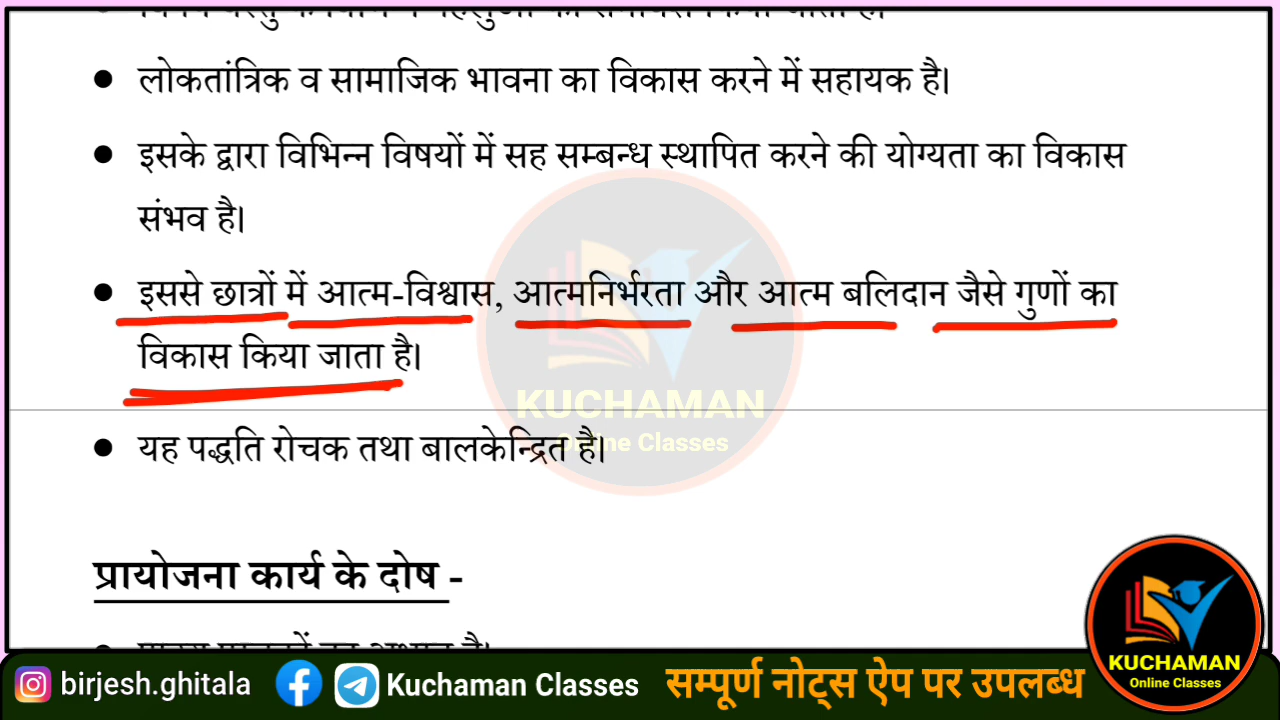 ● लोकतांत्रिक व सामाजिक भावना का विकास करने में सहायक है।
● इसके द्वारा विभिन्न विषयों में सह सम्बन्ध स्थापित करने की योग्यता का विकास
संभव है।
● इससे छात्रों में आत्म-विश्वास, आत्मनिर्भरता और आत्म बलिदान जैसे गुणों का
विकास किया जाता है।
KUCHAMAN
Online Classes
● यह पद्धति रोचक तथा बालकेन्द्रित है।
प्रायोजना कार्य के दोष -
KUCHAMAN
Online Classes
birjesh.ghitala Kuchaman Classes सम्पूर्ण नोट्स ऐप पर उपलब्ध